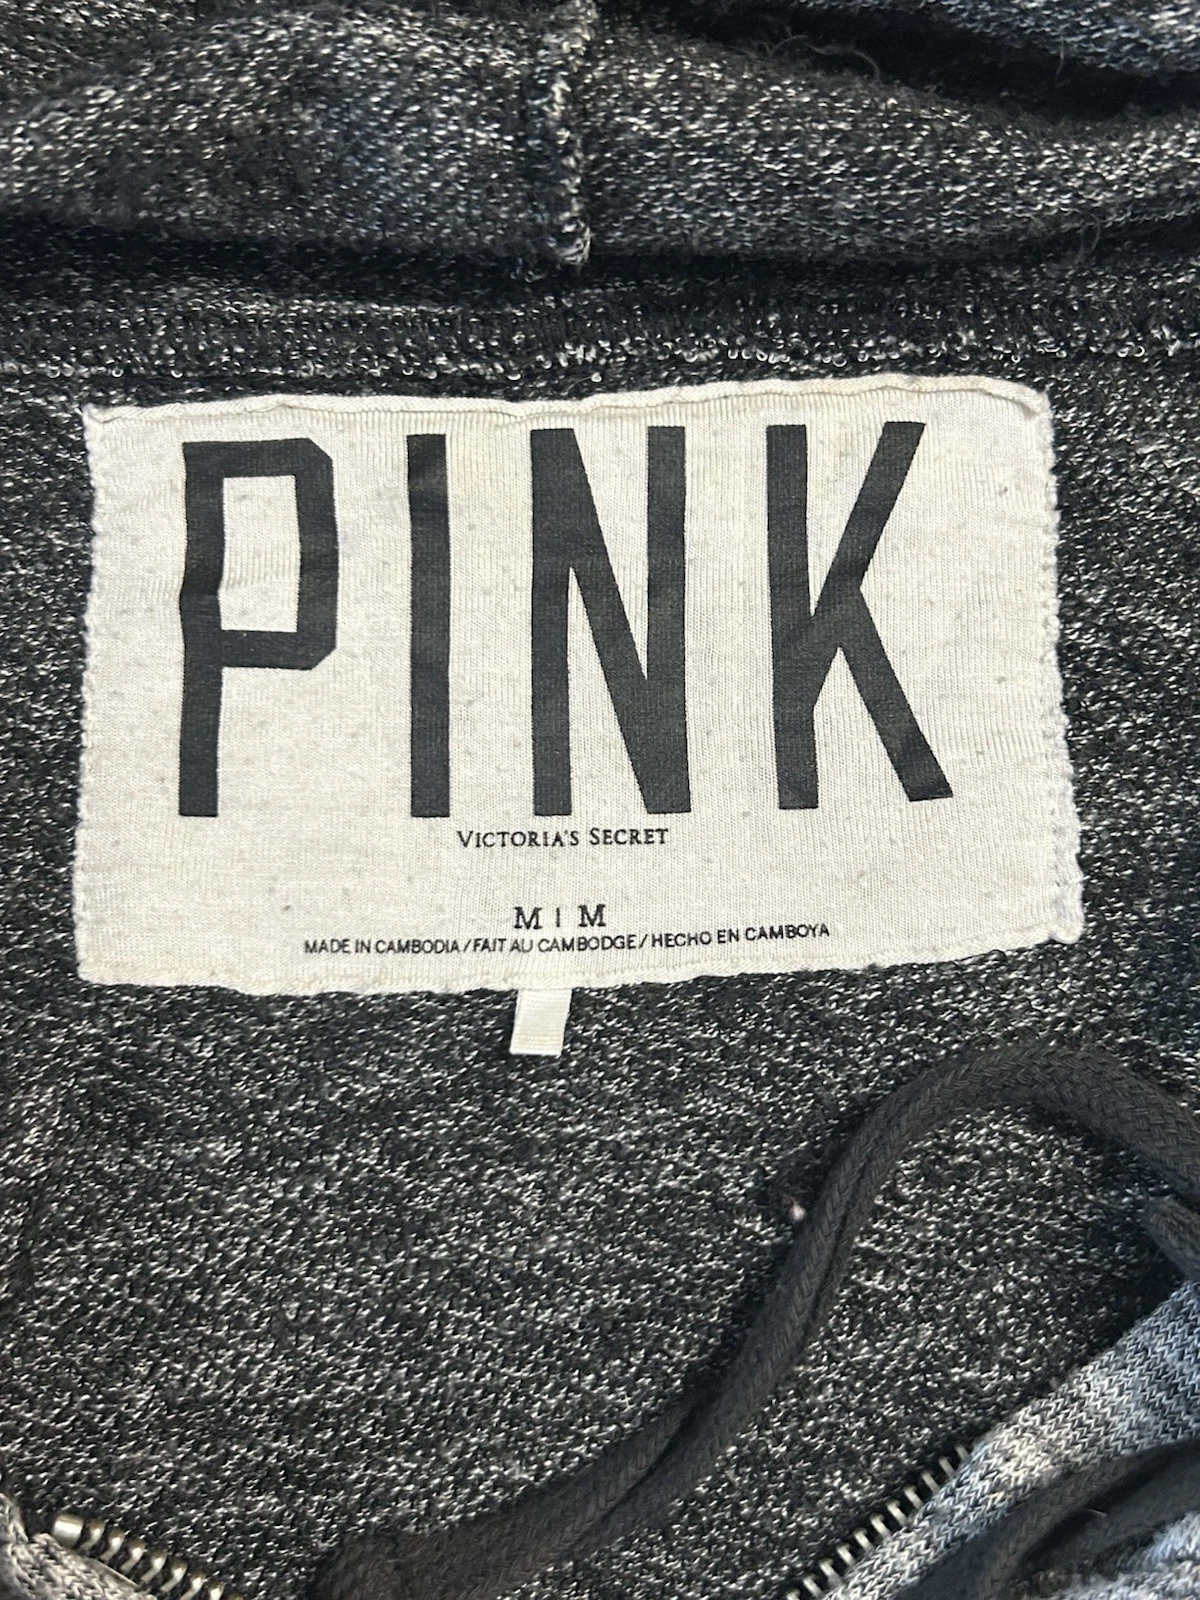 PINK
VICTORIA'S SECRET
M | M
MADE IN CAMBODIA / FAIT AU CAMBODGE / HECHO EN CAMBOYA